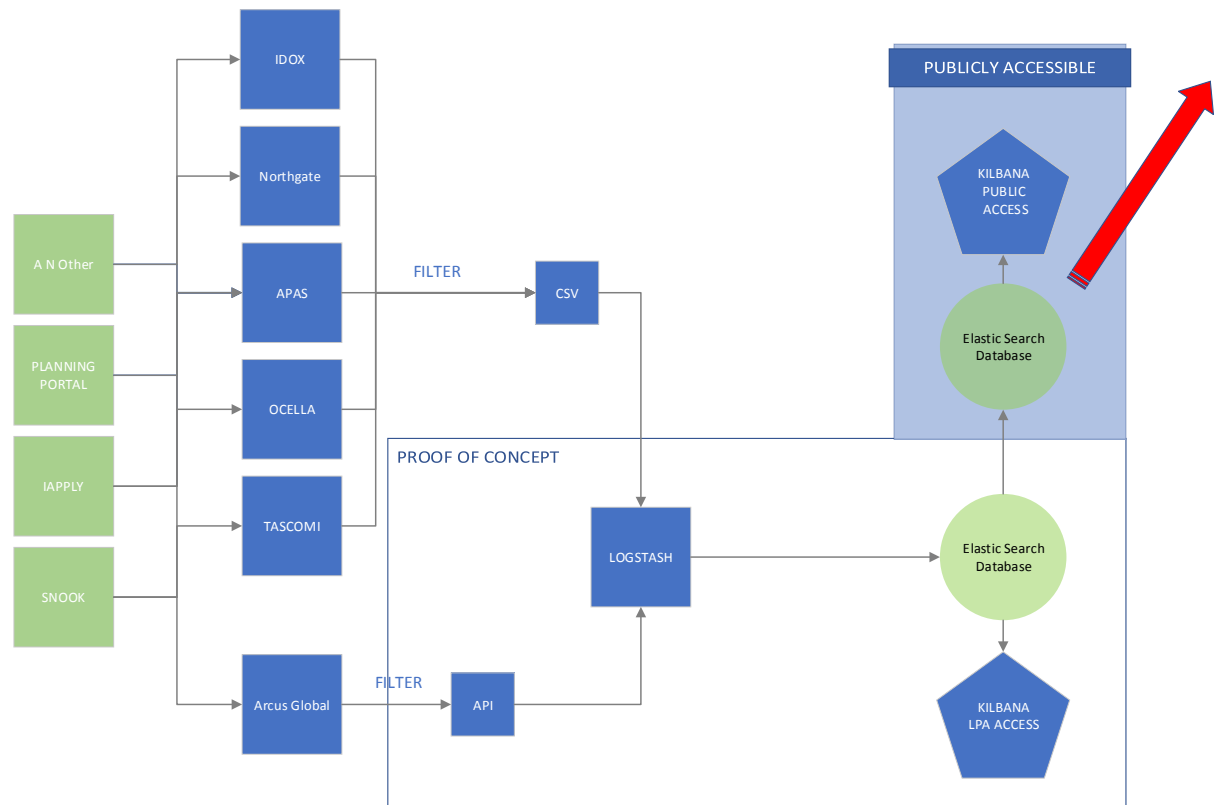 IDOX
PUBLICLY ACCESSIBLE
Northgate
KILBANA
PUBLIC
ACCESS
A N Other
APAS
FILTER
CSV
PLANNING
PORTAL
Elastic Search
Database
OCELLA
PROOF OF CONCEPT
IAPPLY
TASCOMI
LOGSTASH
Elastic Search
Database
SNOOK
Arcus Global
FILTER
API
KILBANA
LPA ACCESS